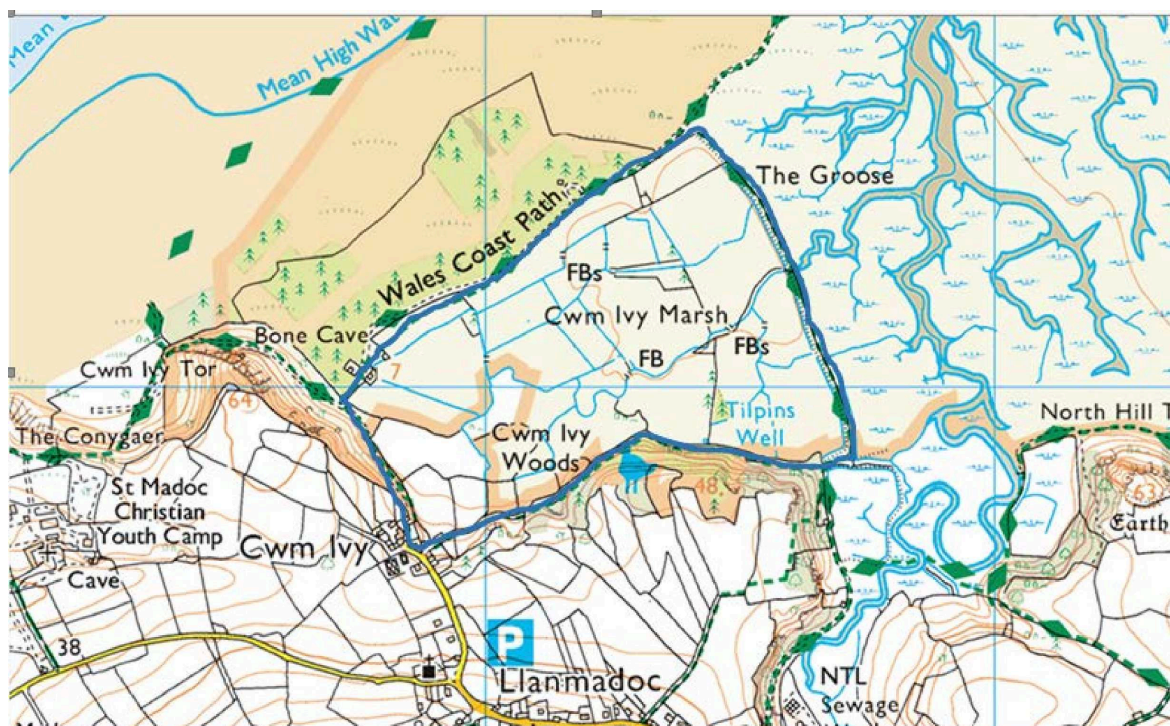 Mean
Mean High Wat
The Groose
Wales Coast Path
FBs
Cwm Ivy Marsh
Bone Cave
FBs
FB
7
Cwm Ivy Tor
64
Tilpins
Well
North Hill T
The Conygaer
Cwm Ivy
Woods
48
63
St Madoc
Christian
Youth Camp
Earth
Cwm Ivy
Cave
38
P
Llanmadoc
NTL
Sewage